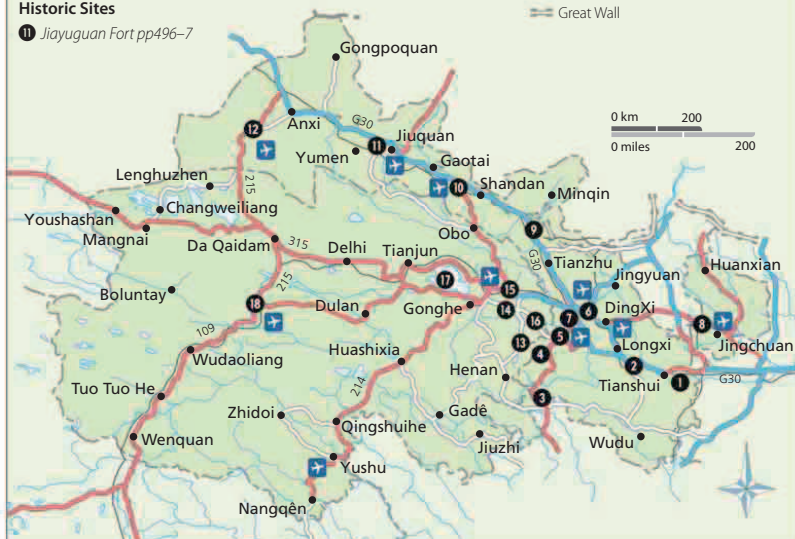 Historic Sites
11 Jiayuguan Fort pp496–7
Great Wall
0 km 200
0 miles 200
Gongpoquan
Anxi
G30
12
11
Jiuquan
Yumen
Gaotai
Lenghuzhen
215
10
Shandan
Minqin
Changweiliang
Youshashan
Mangnai
Obo
9
Da Qaidam
315
Delhi
Tianjun
G30
Tianzhu
Huanxian
Jingyuan
215
17
15
Boluntay
18
Dulan
Gonghe
14
16
7
6
DingXi
8
109
13
5
Jingchuan
Wudaoliang
Huashixia
4
Longxi
2
Henan
Tianshui
1
G30
Tuo Tuo He
214
3
Zhidoi
Gadê
Qingshuihe
Wenquan
Jiuzhi
Wudu
Yushu
Nangqên